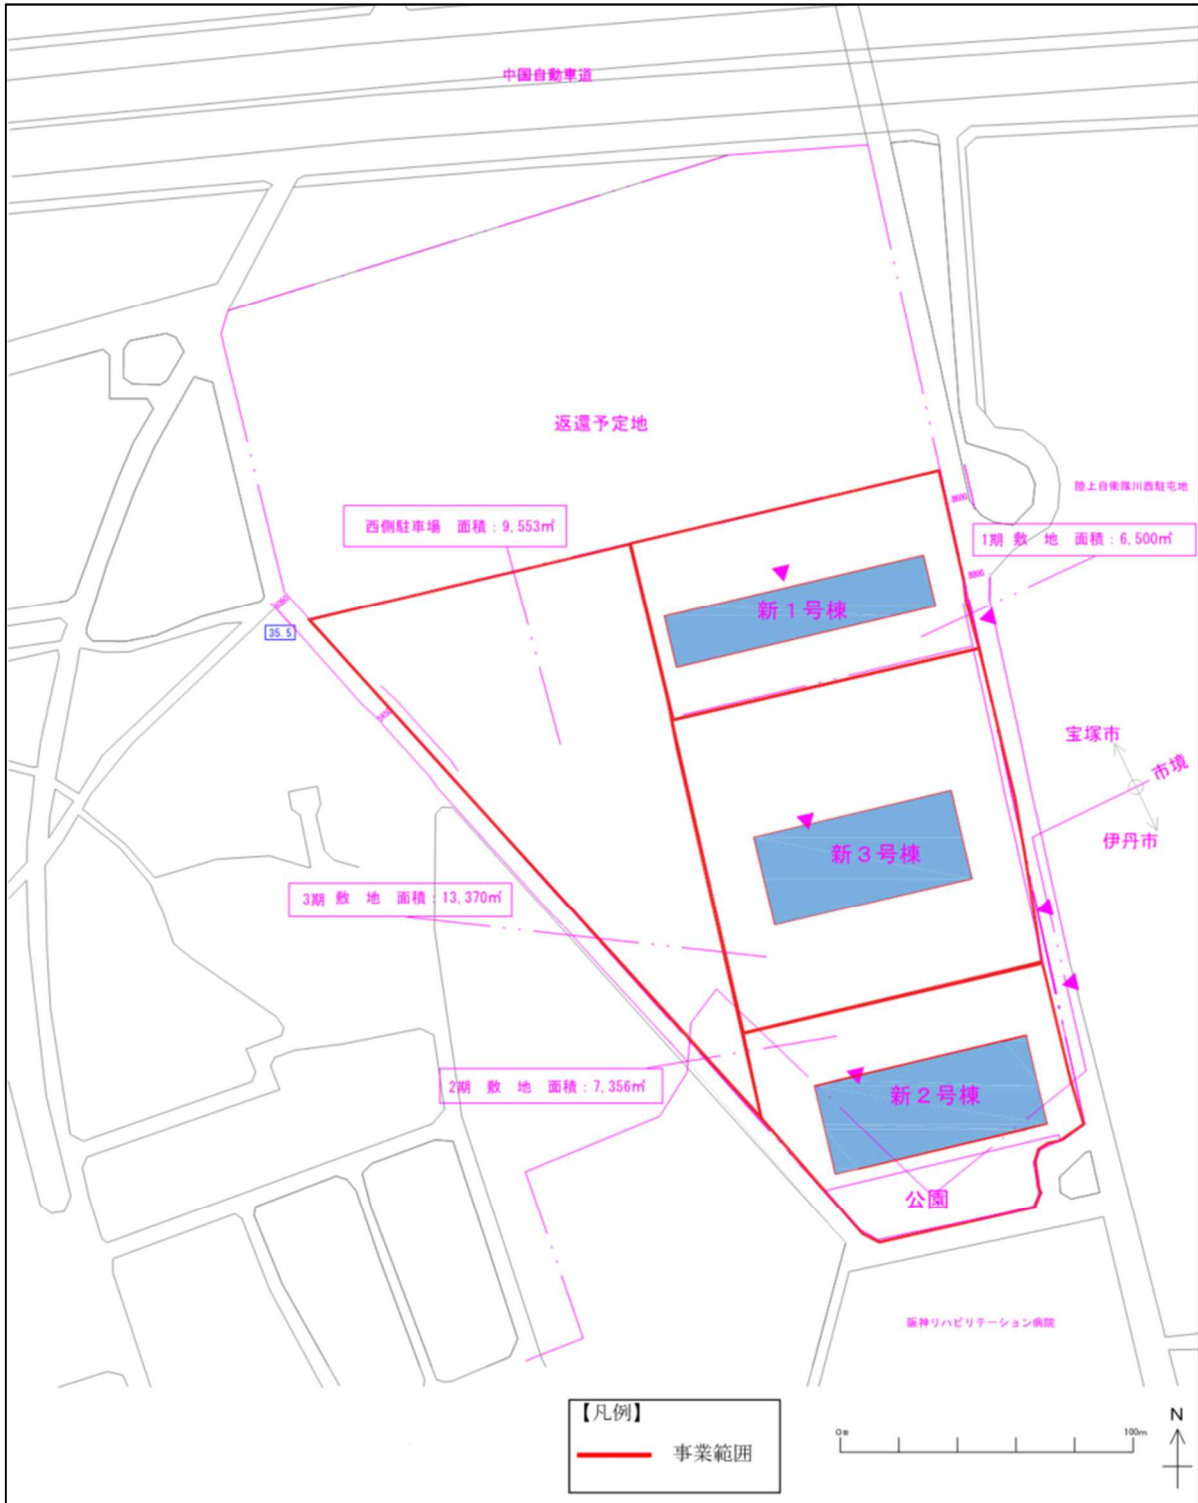 中国自動車道
返還予定地
陸上自衛隊川西駐屯地
8600
西側駐車場 面積：9,553㎡
1期 敷 地 面積：6,500㎡
8800
新１号棟
35.5
宝塚市
市境
伊丹市
新３号棟
3期 敷 地 面積：13,370㎡
2期 敷 地 面積：7,356㎡
新２号棟
公園
阪神リハビリテーション病院
【凡例】
事業範囲
0m
100m
N